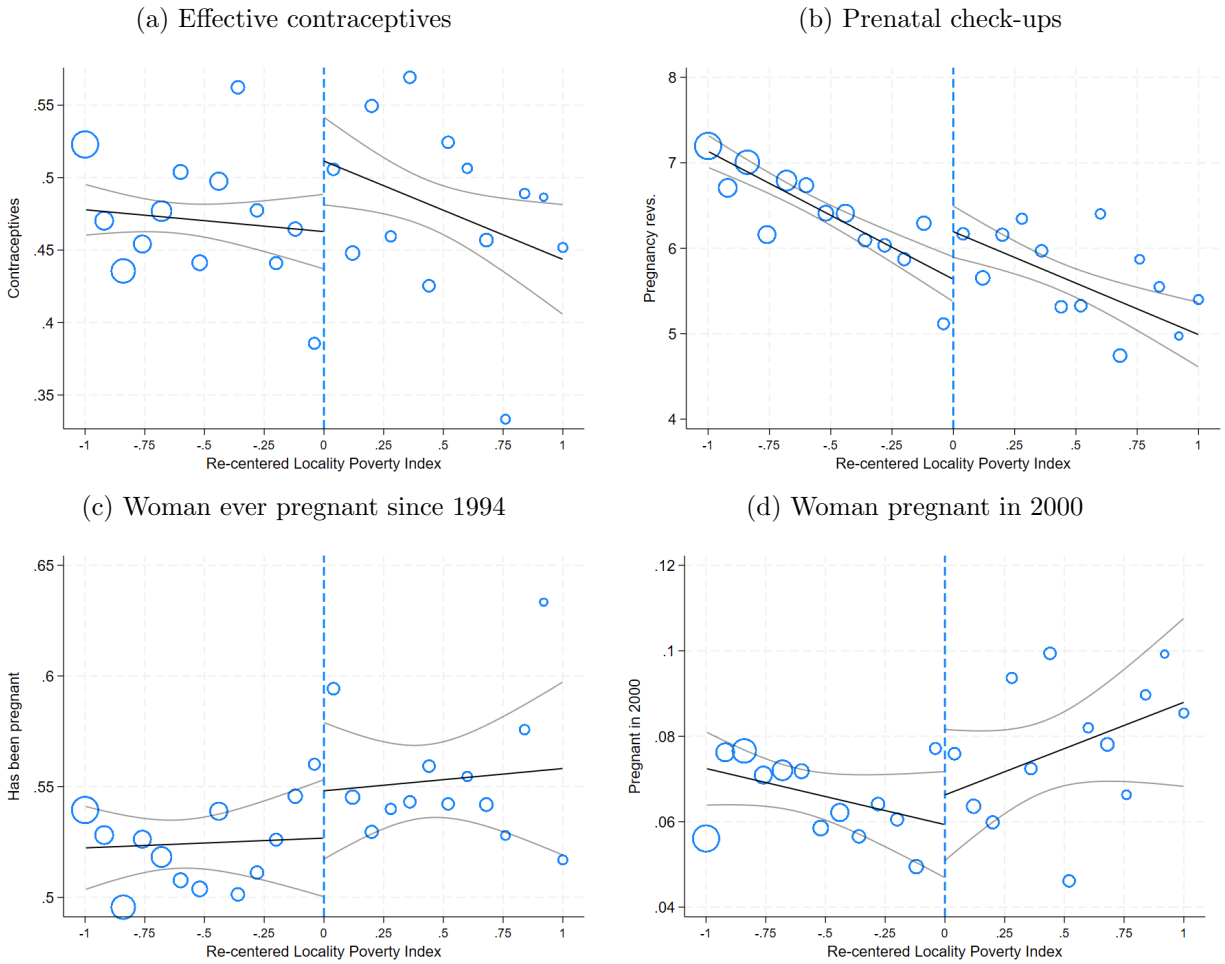 (a) Effective contraceptives
.55
.5
.45
.4
.35
Contraceptives
-1 -.75 -.5 -.25 0 .25 .5 .75 1
Re-centered Locality Poverty Index
(b) Prenatal check-ups
8
7
6
5
4
Pregnancy revs.
-1 -.75 -.5 -.25 0 .25 .5 .75 1
Re-centered Locality Poverty Index
(c) Woman ever pregnant since 1994
.65
.6
.55
.5
Has been pregnant
-1 -.75 -.5 -.25 0 .25 .5 .75 1
Re-centered Locality Poverty Index
(d) Woman pregnant in 2000
.12
.1
.08
.06
.04
Pregnant in 2000
-1 -.75 -.5 -.25 0 .25 .5 .75 1
Re-centered Locality Poverty Index